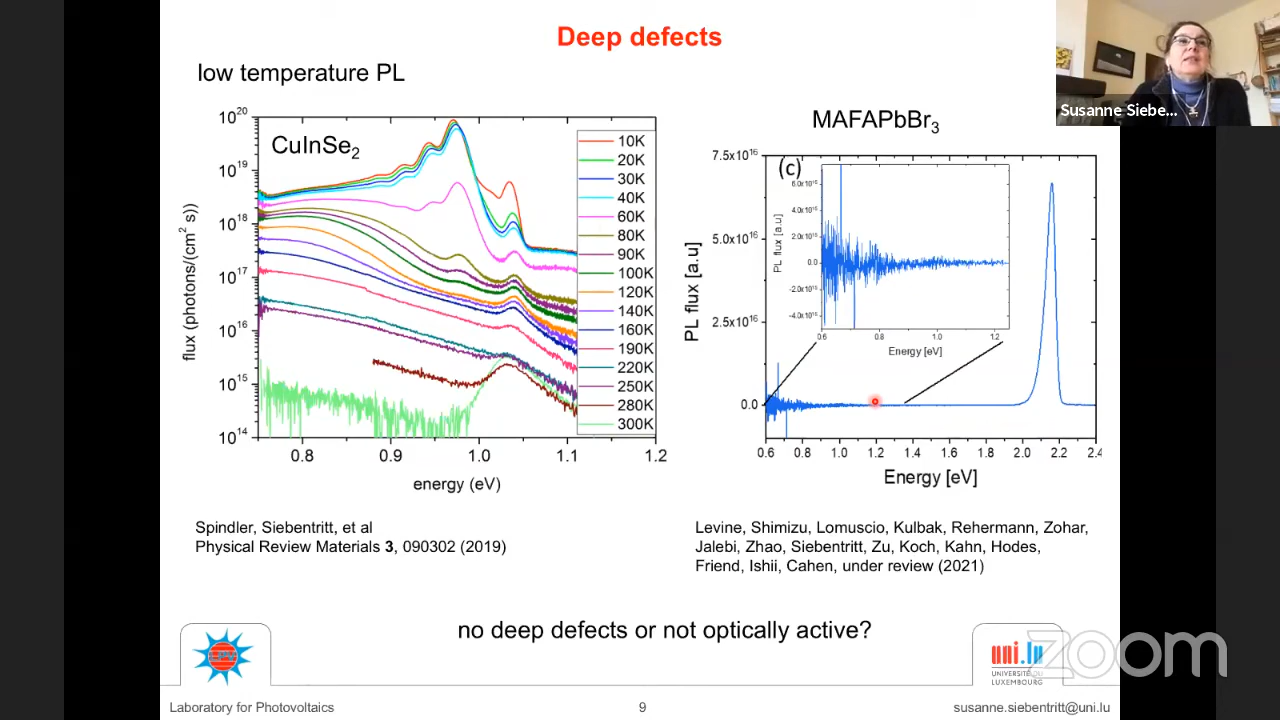 Deep defects
low temperature PL
CuInSe2
10²⁰
10¹⁹
10¹⁸
10¹⁷
10¹⁶
10¹⁵
10¹⁴
flux (photons/(cm² s))
0.8 0.9 1.0 1.1 1.2
energy (eV)
10K
20K
30K
40K
60K
80K
90K
100K
120K
140K
160K
190K
220K
250K
280K
300K
Spindler, Siebentritt, et al
Physical Review Materials 3, 090302 (2019)
Susanne Siebe...
MAFAPbBr3
(c)
7.5x10¹⁶
5.0x10¹⁶
2.5x10¹⁶
0.0
PL flux [a.u]
6.0x10¹⁵
4.0x10¹⁵
2.0x10¹⁵
0.0
-2.0x10¹⁵
-4.0x10¹⁵
PL flux [a.u]
0.6 0.8 1.0 1.2
Energy [eV]
0.6 0.8 1.0 1.2 1.4 1.6 1.8 2.0 2.2 2.4
Energy [eV]
Levine, Shimizu, Lomuscio, Kulbak, Rehermann, Zohar,
Jalebi, Zhao, Siebentritt, Zu, Koch, Kahn, Hodes,
Friend, Ishii, Cahen, under review (2021)
no deep defects or not optically active?
uni.lu
UNIVERSITÉ DU
LUXEMBOURG
zoom
Laboratory for Photovoltaics
9
susanne.siebentritt@uni.lu